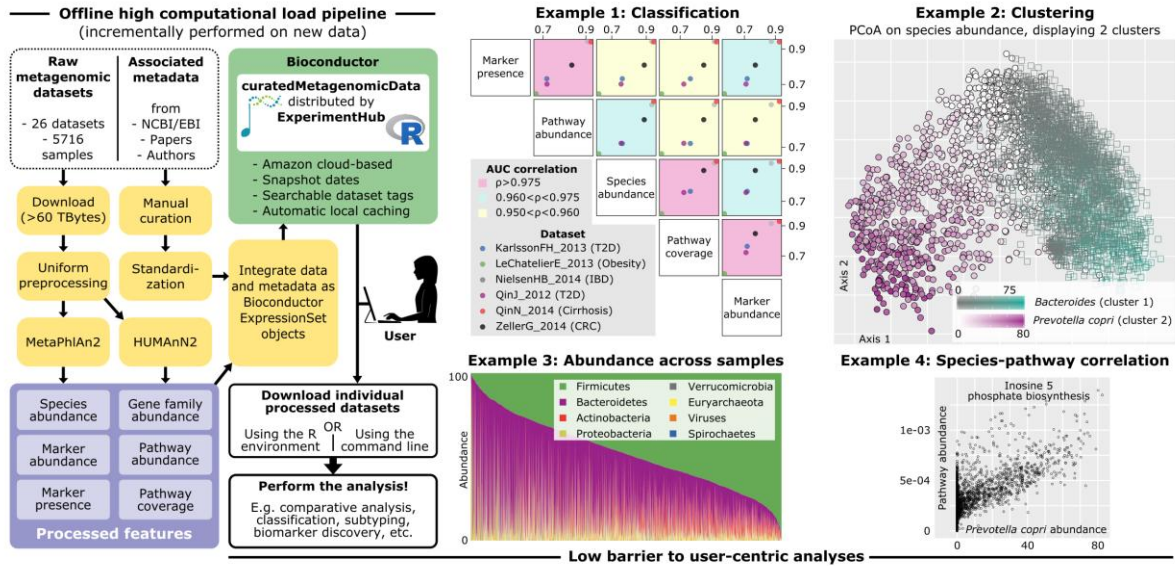 Offline high computational load pipeline
(incrementally performed on new data)
Raw
metagenomic
datasets
- 26 datasets
- 5716
samples
Associated
metadata
from
- NCBI/EBI
- Papers
- Authors
Download
(>60 TBytes)
Manual
curation
Uniform
preprocessing
Standardi-
zation
MetaPhlAn2
HUMAnN2
Species
abundance
Gene family
abundance
Marker
abundance
Pathway
abundance
Marker
presence
Pathway
coverage
Processed features
Bioconductor
curatedMetagenomicData
distributed by
ExperimentHub
R
- Amazon cloud-based
- Snapshot dates
- Searchable dataset tags
- Automatic local caching
Integrate data
and metadata as
Bioconductor
ExpressionSet
objects
User
Download individual
processed datasets
Using the R
environment
OR
Using the
command line
Perform the analysis!
E.g. comparative analysis,
classification, subtyping,
biomarker discovery, etc.
Example 1: Classification
0.7 0.9 0.7 0.9
Marker
presence
0.9
0.7
Pathway
abundance
0.9
0.7
Species
abundance
0.9
0.7
Pathway
coverage
0.9
0.7
Marker
abundance
AUC correlation
ρ>0.975
0.960<ρ<0.975
0.950<ρ<0.960
Dataset
KarlssonFH_2013 (T2D)
LeChatelierE_2013 (Obesity)
NielsenHB_2014 (IBD)
QinJ_2012 (T2D)
QinN_2014 (Cirrhosis)
ZellerG_2014 (CRC)
Example 2: Clustering
PCoA on species abundance, displaying 2 clusters
Axis 2
Axis 1
0 75
Bacteroides (cluster 1)
Prevotella copri (cluster 2)
0 80
Example 3: Abundance across samples
100
Abundance
0
Firmicutes
Bacteroidetes
Actinobacteria
Proteobacteria
Verrucomicrobia
Euryarchaeota
Viruses
Spirochaetes
Example 4: Species-pathway correlation
Inosine 5
phosphate biosynthesis
Pathway abundance
1e-03
5e-04
0
Prevotella copri abundance
0 40 80
Low barrier to user-centric analyses